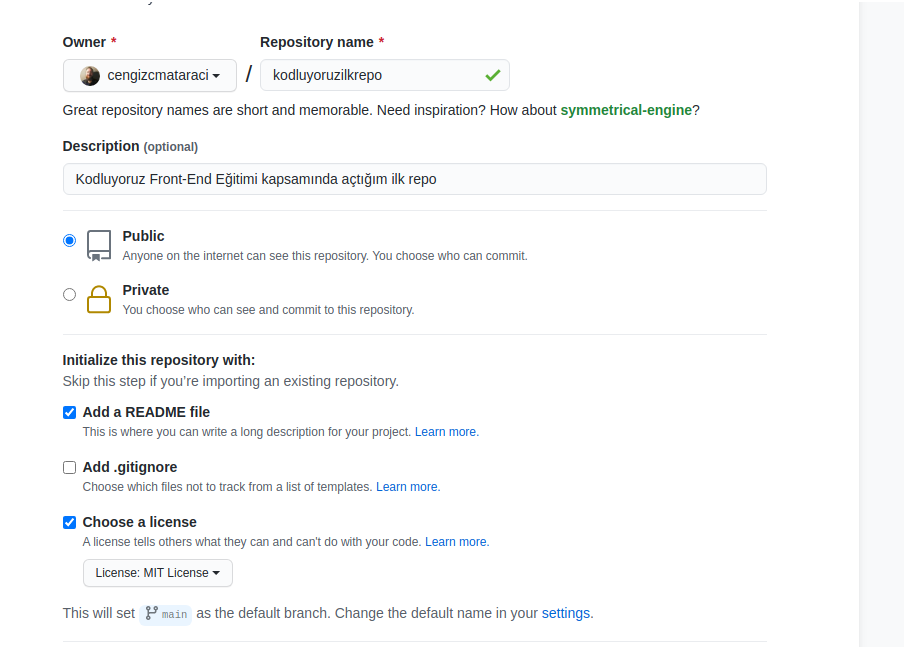 Owner * Repository name *
cengizcmataraci / kodluyoruzilkrepo
Great repository names are short and memorable. Need inspiration? How about symmetrical-engine?
Description (optional)
Kodluyoruz Front-End Eğitimi kapsamında açtığım ilk repo
Public
Anyone on the internet can see this repository. You choose who can commit.
Private
You choose who can see and commit to this repository.
Initialize this repository with:
Skip this step if you’re importing an existing repository.
Add a README file
This is where you can write a long description for your project. Learn more.
Add .gitignore
Choose which files not to track from a list of templates. Learn more.
Choose a license
A license tells others what they can and can't do with your code. Learn more.
License: MIT License
This will set main as the default branch. Change the default name in your settings.